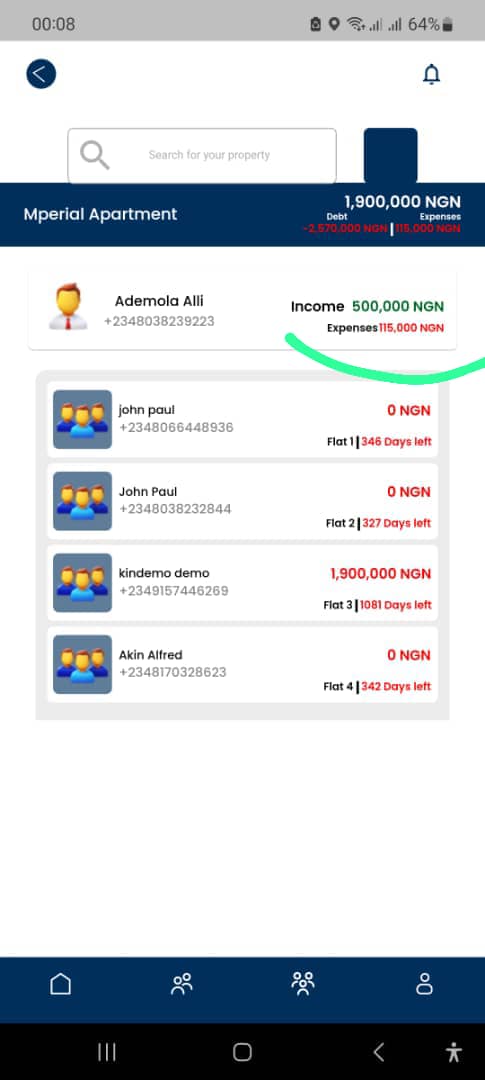 00:08 64%
Search for your property
Mperial Apartment
1,900,000 NGN
Debt Expenses
-2,570,000 NGN | 115,000 NGN
Ademola Alli
+2348038239223
Income 500,000 NGN
Expenses 115,000 NGN
john paul
+2348066448936
0 NGN
Flat 1 | 346 Days left
John Paul
+2348038232844
0 NGN
Flat 2 | 327 Days left
kindemo demo
+2349157446269
1,900,000 NGN
Flat 3 | 1081 Days left
Akin Alfred
+2348170328623
0 NGN
Flat 4 | 342 Days left